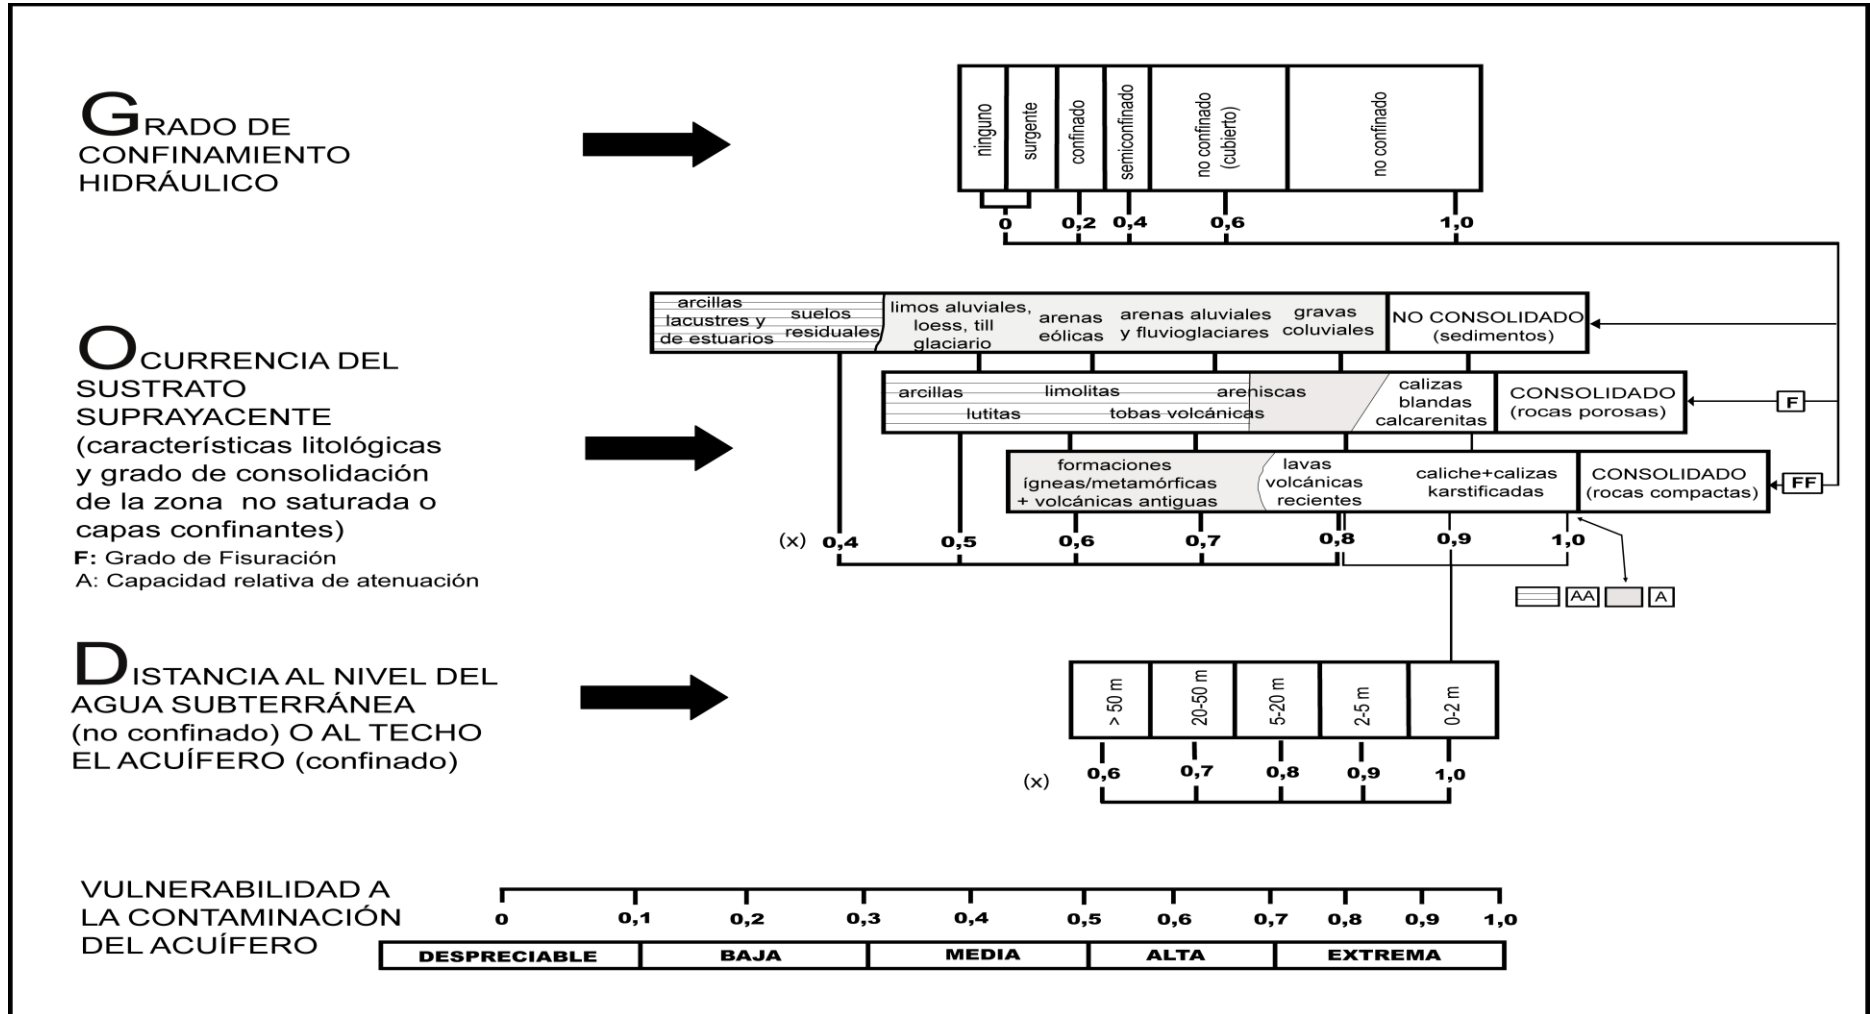 GRADO DE
CONFINAMIENTO
HIDRÁULICO
ninguno
surgente
confinado
semiconfinado
no confinado
(cubierto)
no confinado
0 0,2 0,4 0,6 1,0
OCURRENCIA DEL
SUSTRATO
SUPRAYACENTE
(características litológicas
y grado de consolidación
de la zona no saturada o
capas confinantes)
F: Grado de Fisuración
A: Capacidad relativa de atenuación
arcillas
lacustres y
de estuarios
suelos
residuales
limos aluviales,
loess, till
glaciario
arenas
eólicas
arenas aluviales
y fluvioglaciares
gravas
coluviales
NO CONSOLIDADO
(sedimentos)
arcillas
lutitas
limolitas
tobas volcánicas
areniscas
calizas
blandas
calcarenitas
CONSOLIDADO
(rocas porosas)
F
formaciones
ígneas/metamórficas
+ volcánicas antiguas
lavas
volcánicas
recientes
caliche+calizas
karstificadas
CONSOLIDADO
(rocas compactas)
FF
(x) 0,4 0,5 0,6 0,7 0,8 0,9 1,0
AA A
DISTANCIA AL NIVEL DEL
AGUA SUBTERRÁNEA
(no confinado) O AL TECHO
EL ACUÍFERO (confinado)
> 50 m
20-50 m
5-20 m
2-5 m
0-2 m
(x) 0,6 0,7 0,8 0,9 1,0
VULNERABILIDAD A
LA CONTAMINACIÓN
DEL ACUÍFERO
0 0,1 0,2 0,3 0,4 0,5 0,6 0,7 0,8 0,9 1,0
DESPRECIABLE BAJA MEDIA ALTA EXTREMA